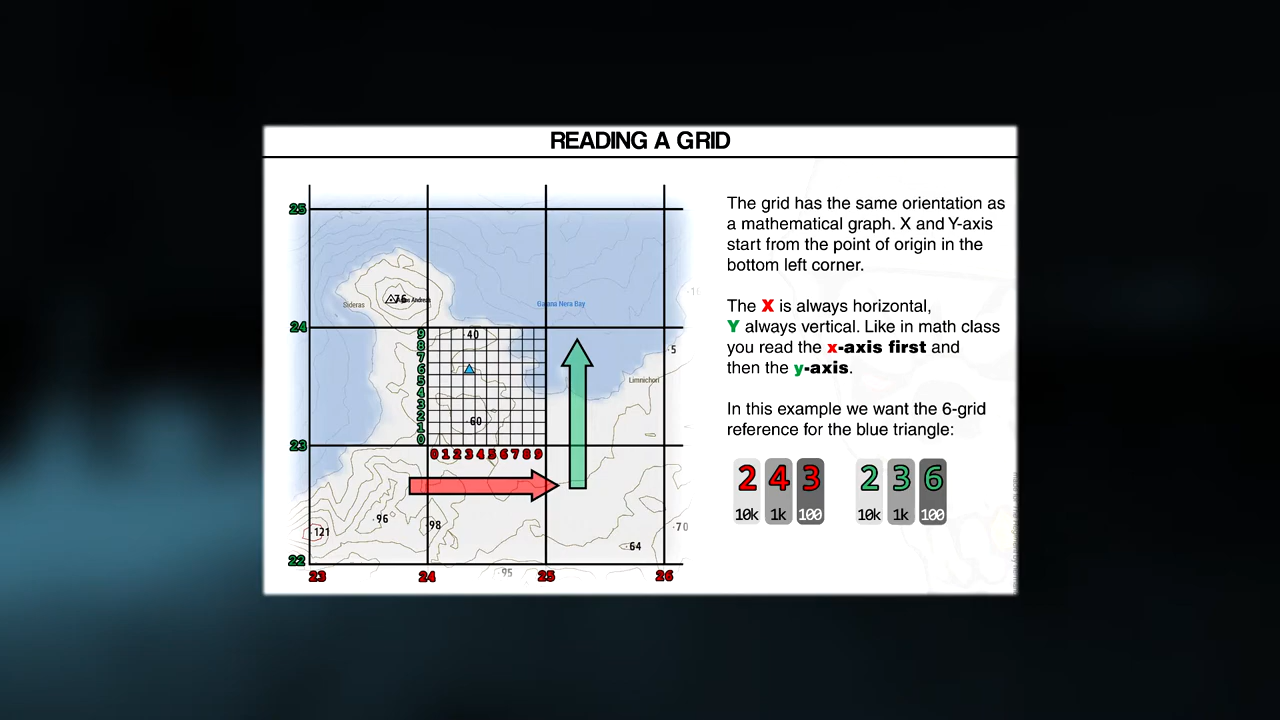 READING A GRID
25
24
23
22
23
24
25
26
Sideras
76
Galana Nera Bay
40
5
Limnichori
60
9
8
7
6
5
4
3
2
1
0
0 1 2 3 4 5 6 7 8 9
96
98
121
70
64
95
The grid has the same orientation as
a mathematical graph. X and Y-axis
start from the point of origin in the
bottom left corner.
The X is always horizontal,
Y always vertical. Like in math class
you read the x-axis first and
then the y-axis.
In this example we want the 6-grid
reference for the blue triangle:
2 4 3 2 3 6
10k 1k 100 10k 1k 100